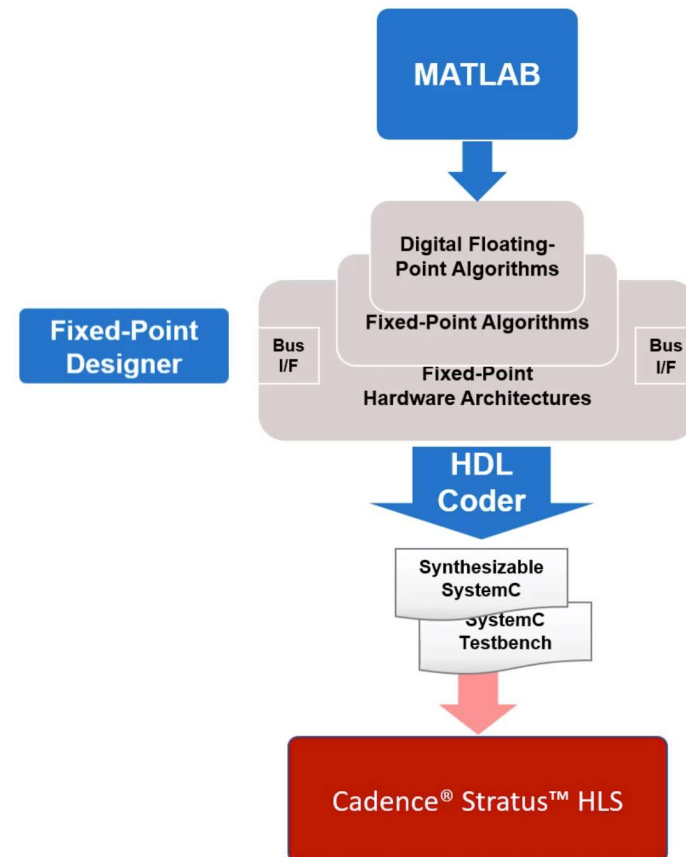 MATLAB
Digital Floating-
Point Algorithms
Fixed-Point Algorithms
Fixed-Point
Designer
Bus
I/F
Bus
I/F
Fixed-Point
Hardware Architectures
HDL
Coder
Synthesizable
SystemC
SystemC
Testbench
Cadence® Stratus™ HLS